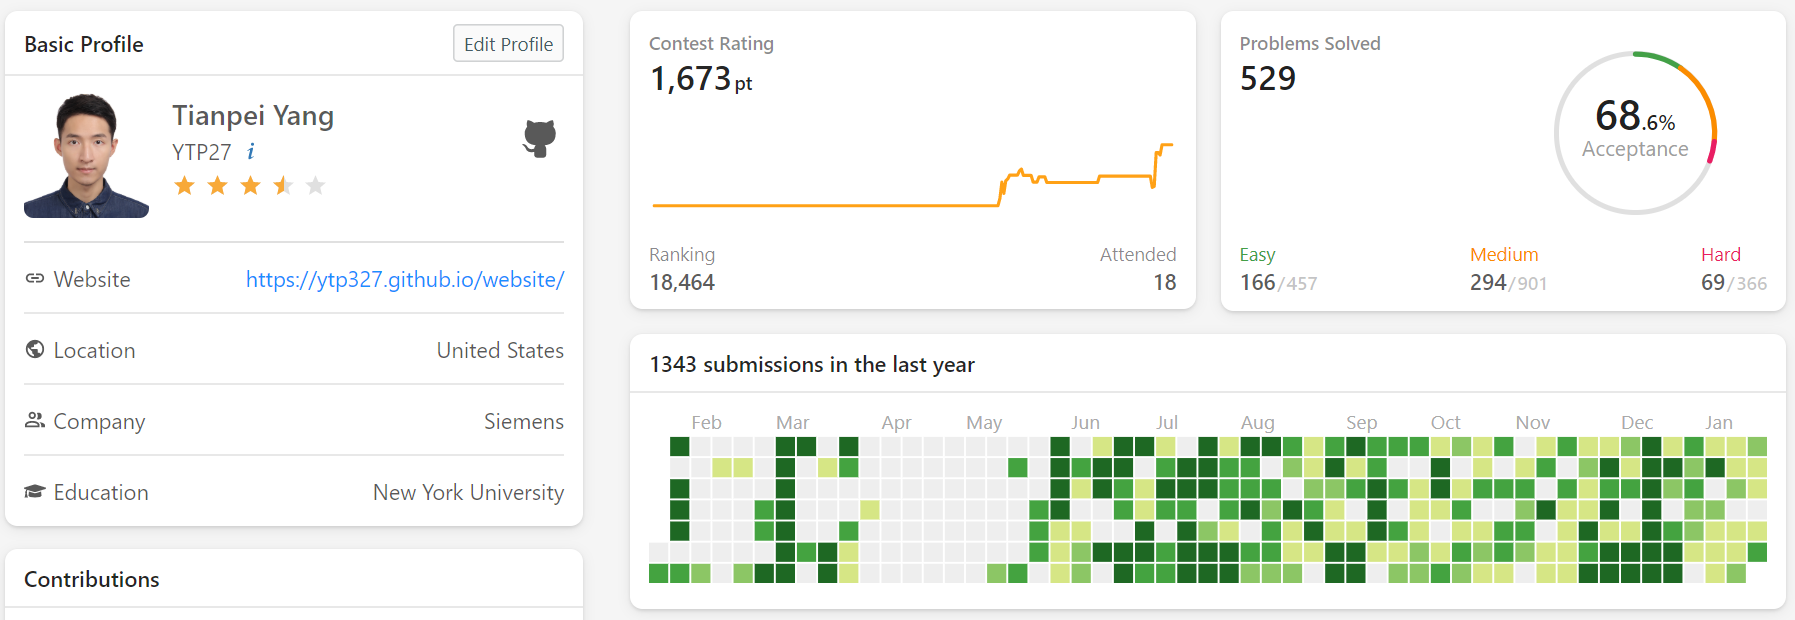 Basic Profile
Edit Profile
Tianpei Yang
YTP27 i
Website
https://ytp327.github.io/website/
Location
United States
Company
Siemens
Education
New York University
Contributions
Contest Rating
1,673 pt
Ranking
Attended
18,464
18
Problems Solved
529
68.6%
Acceptance
Easy
Medium
Hard
166/457
294/901
69/366
1343 submissions in the last year
Feb Mar Apr May Jun Jul Aug Sep Oct Nov Dec Jan